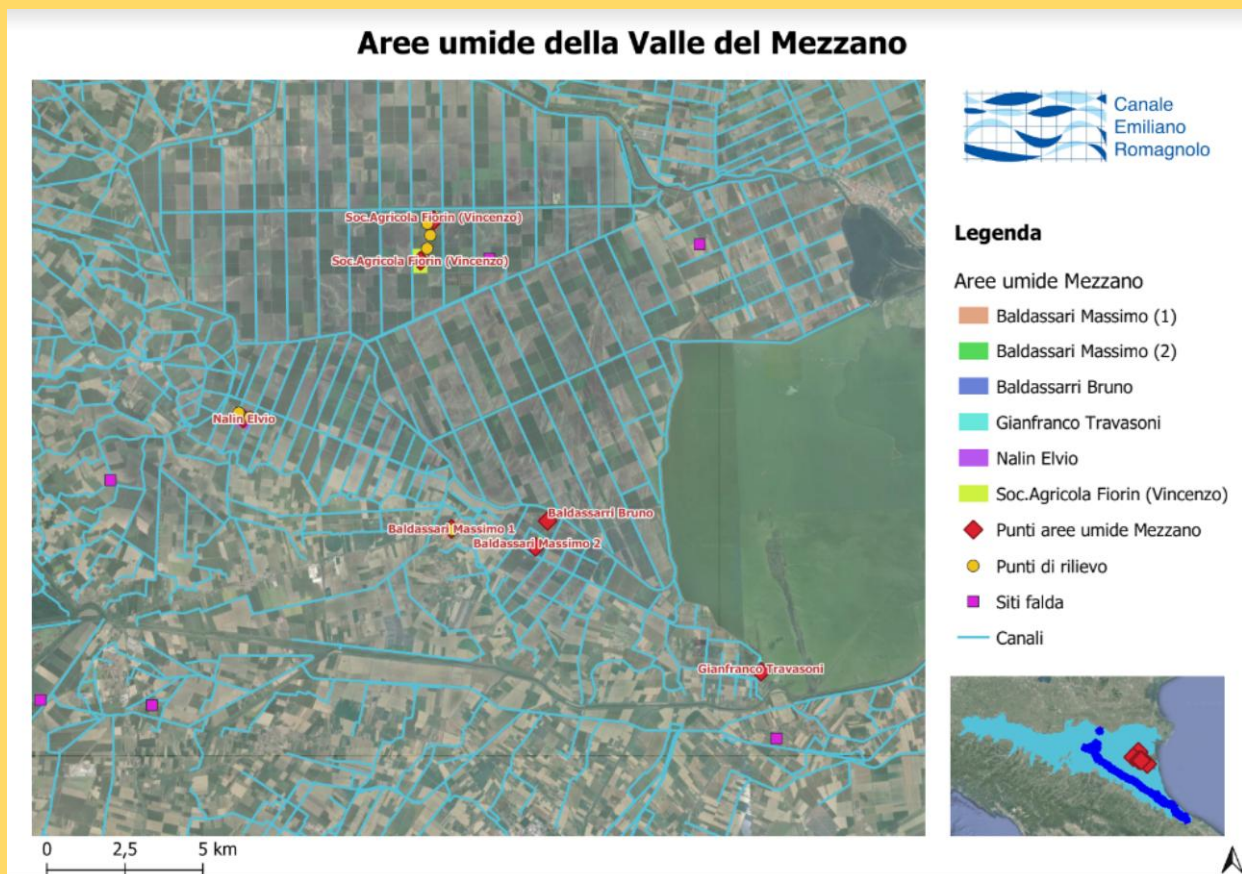 Aree umide della Valle del Mezzano
Canale
Emiliano
Romagnolo
Soc.Agricola Fiorin (Vincenzo)
Soc.Agricola Fiorin (Vincenzo)
Nalin Elvio
Baldassarri Bruno
Baldassari Massimo 1
Baldassari Massimo 2
Gianfranco Travasoni
Legenda
Aree umide Mezzano
Baldassari Massimo (1)
Baldassari Massimo (2)
Baldassarri Bruno
Gianfranco Travasoni
Nalin Elvio
Soc.Agricola Fiorin (Vincenzo)
Punti aree umide Mezzano
Punti di rilievo
Siti falda
Canali
0 2,5 5 km